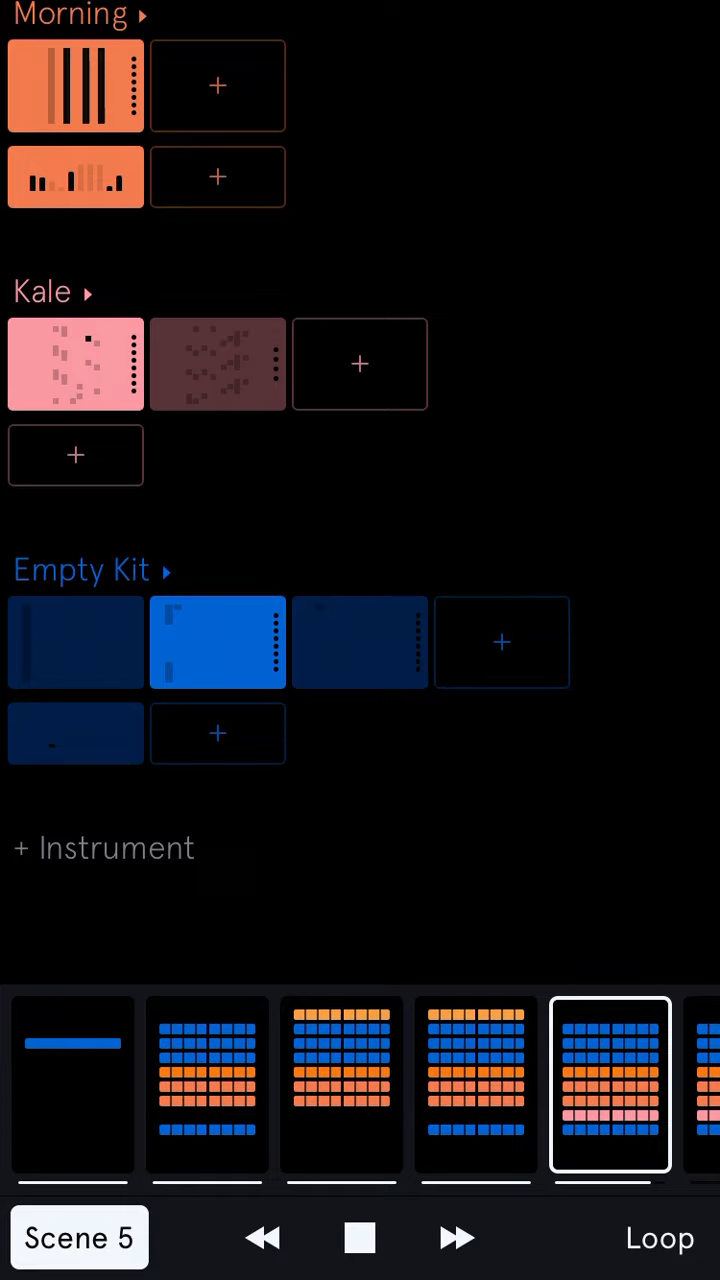 Morning
+
+
Kale
+
+
Empty Kit
+
+
+ Instrument
Scene 5
Loop